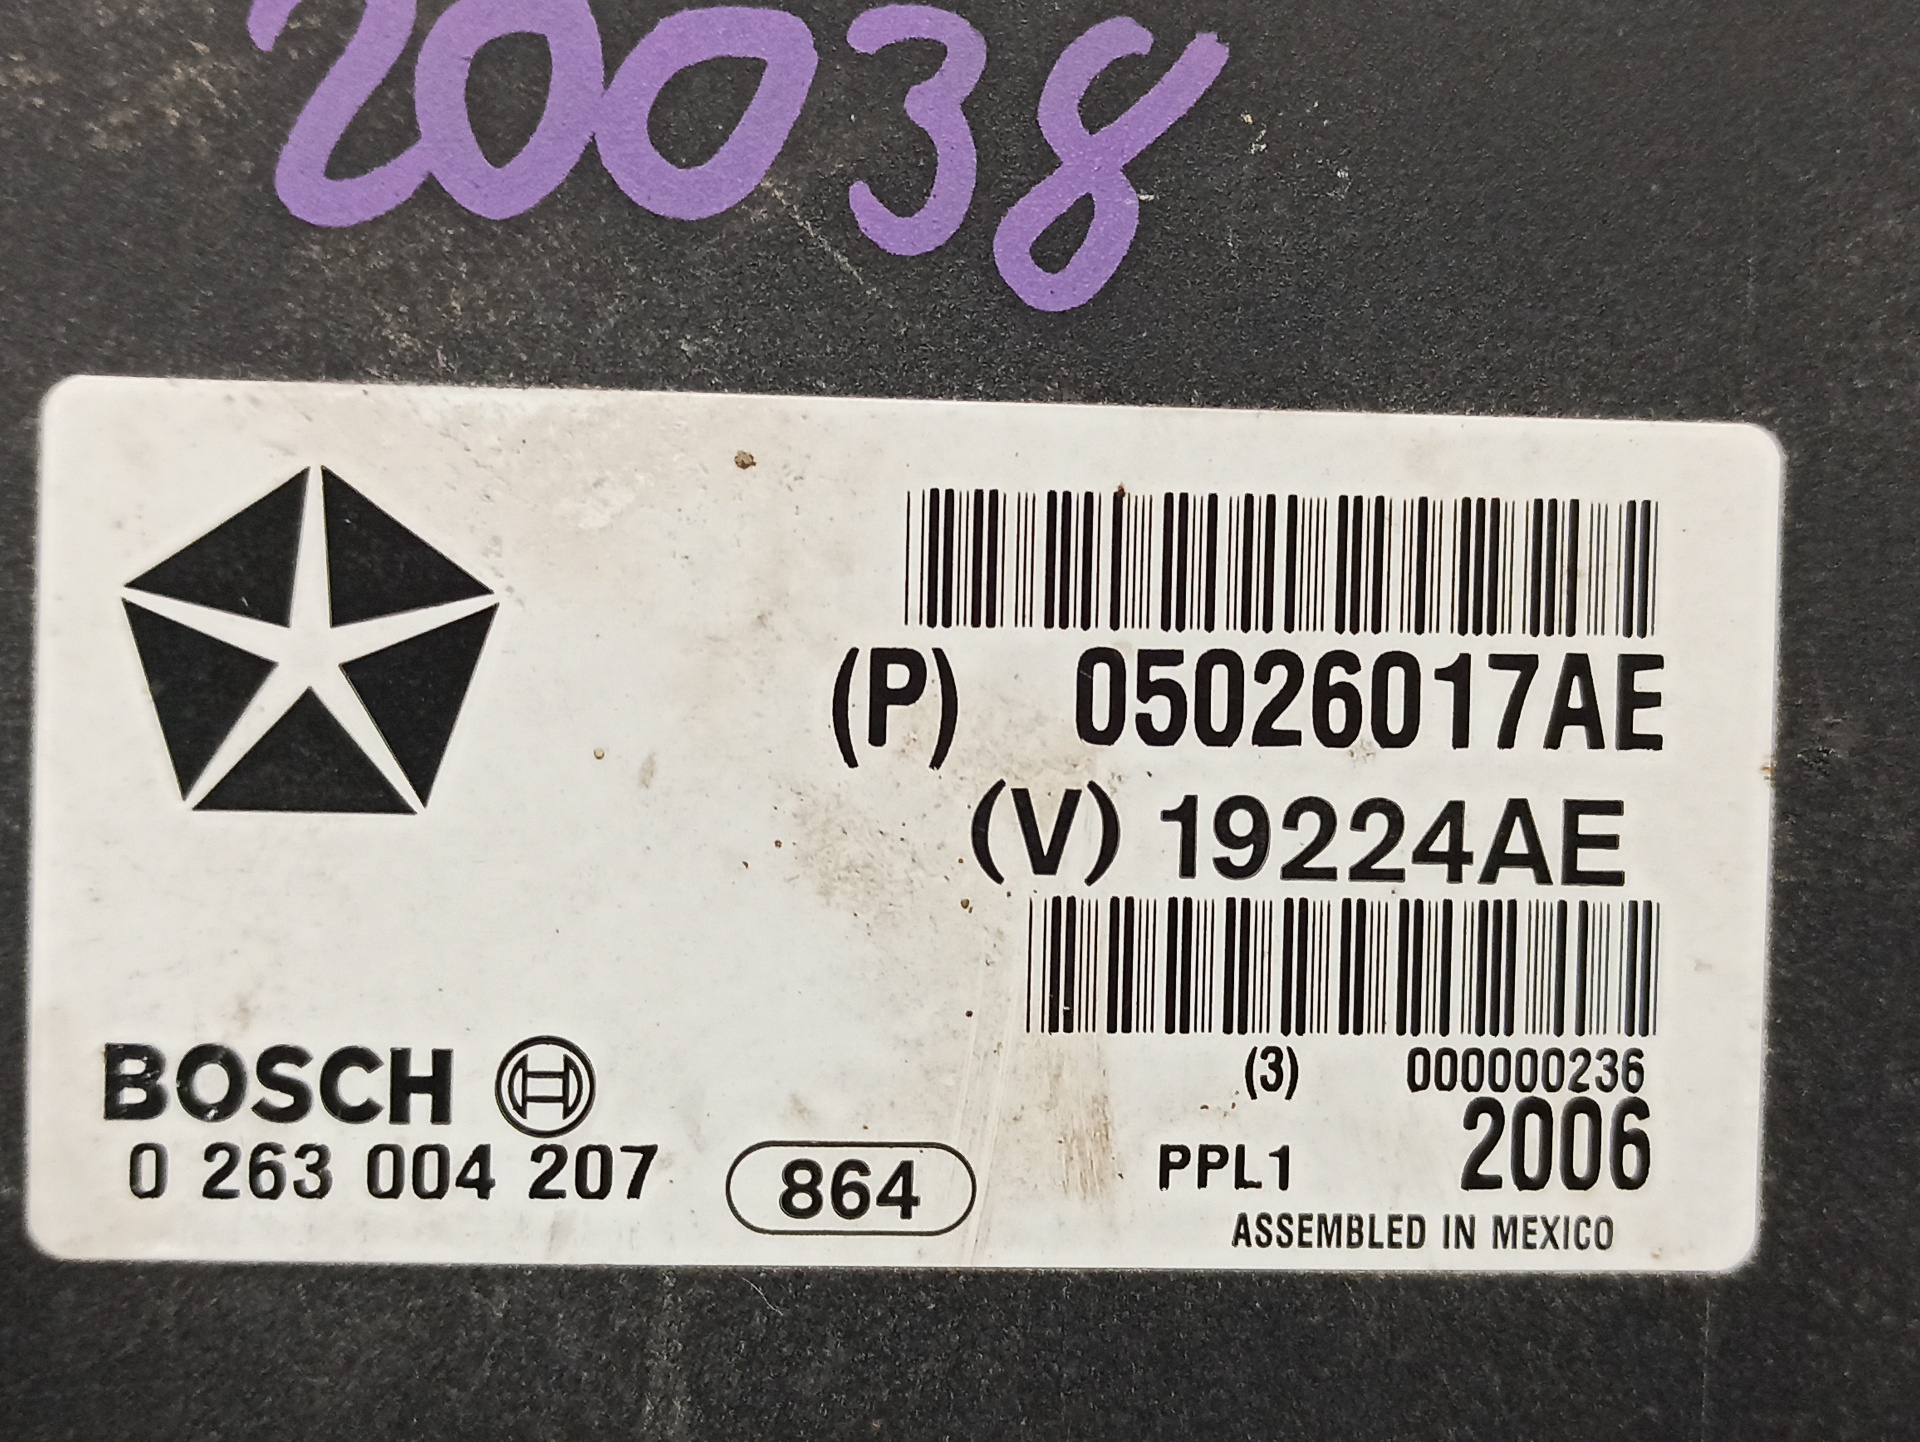 20038
(P) 05026017AE
(V) 19224AE
(3) 000000236
BOSCH
0 263 004 207
864
PPL1 2006
ASSEMBLED IN MEXICO